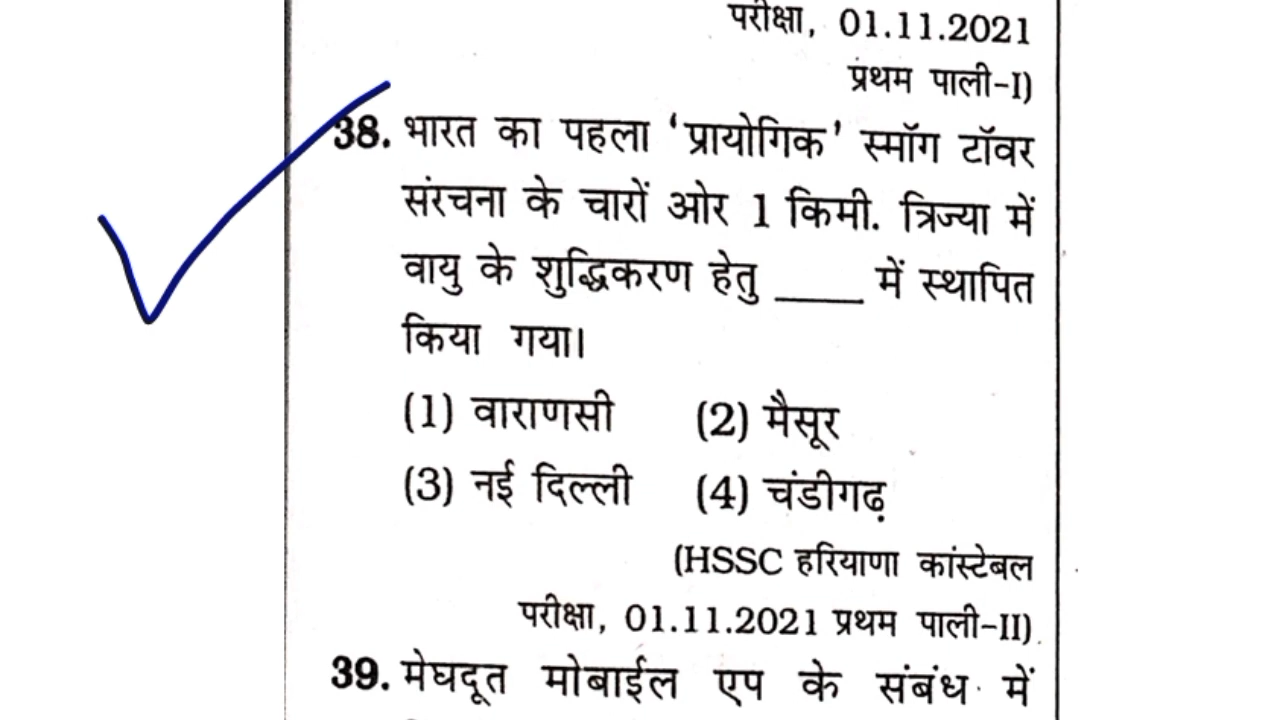 परीक्षा, 01.11.2021
प्रथम पाली-I)
38. भारत का पहला ‘प्रायोगिक’ स्मॉग टॉवर
संरचना के चारों ओर 1 किमी. त्रिज्या में
वायु के शुद्धिकरण हेतु ____ में स्थापित
किया गया।
(1) वाराणसी (2) मैसूर
(3) नई दिल्ली (4) चंडीगढ़
(HSSC हरियाणा कांस्टेबल
परीक्षा, 01.11.2021 प्रथम पाली-II)
39. मेघदूत मोबाईल एप के संबंध में